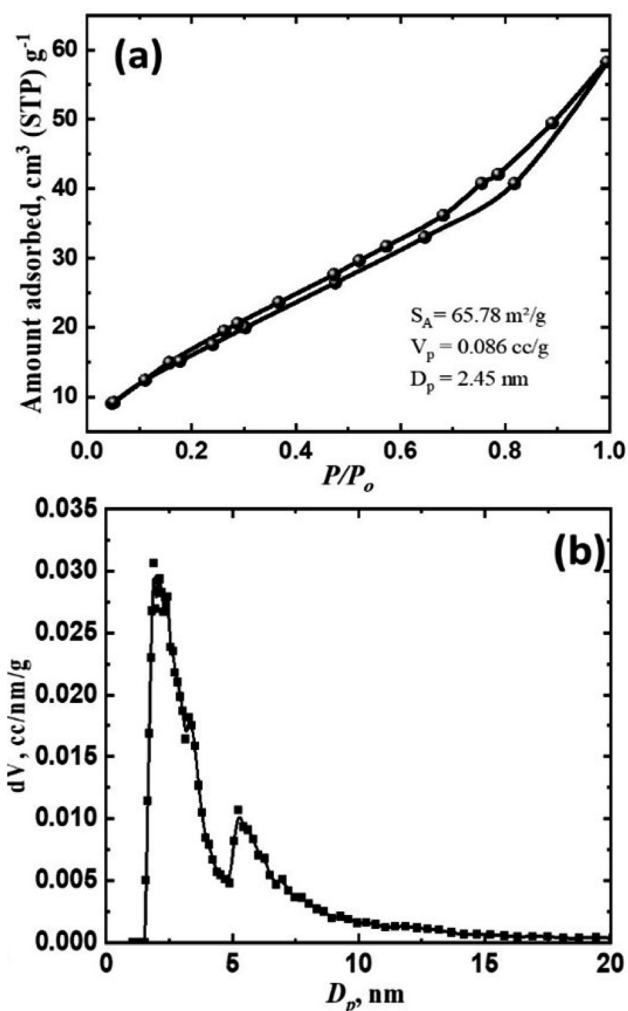 (a)
Amount adsorbed, cm³ (STP) g⁻¹
60
50
40
30
20
10
S_A= 65.78 m²/g
V_p = 0.086 cc/g
D_p = 2.45 nm
0.0 0.2 0.4 0.6 0.8 1.0
P/P_o
(b)
dV, cc/nm/g
0.035
0.030
0.025
0.020
0.015
0.010
0.005
0.000
0 5 10 15 20
D_p, nm